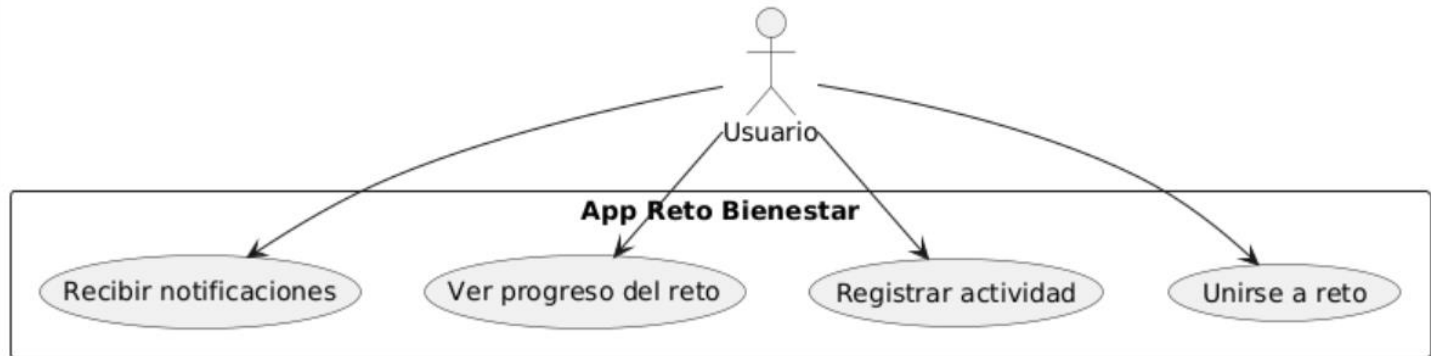 Usuario
App Reto Bienestar
Recibir notificaciones
Ver progreso del reto
Registrar actividad
Unirse a reto